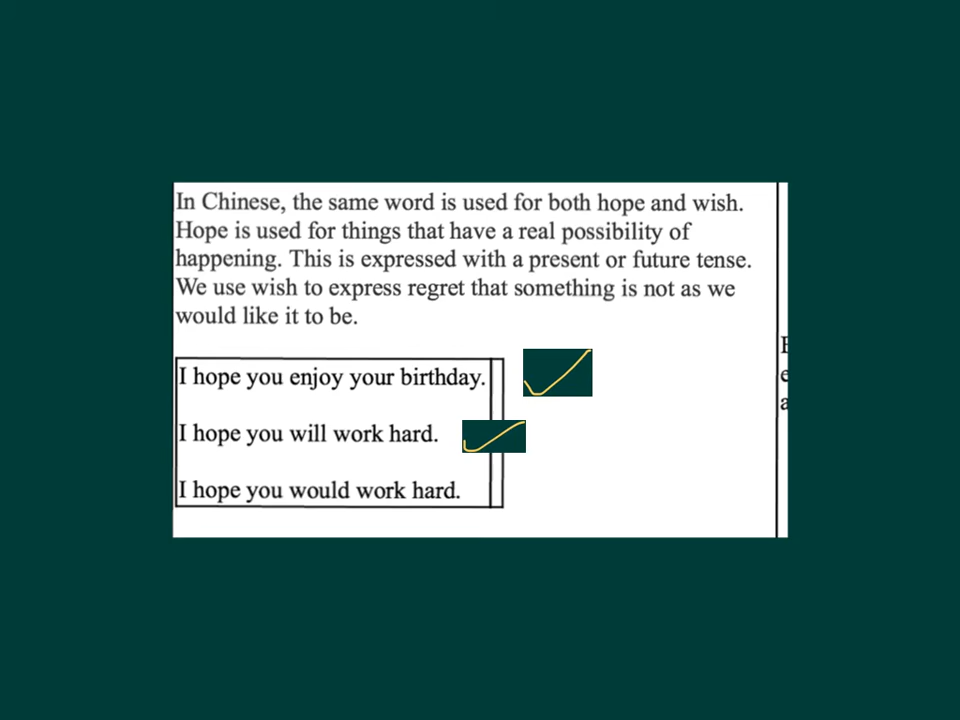 In Chinese, the same word is used for both hope and wish.
Hope is used for things that have a real possibility of
happening. This is expressed with a present or future tense.
We use wish to express regret that something is not as we
would like it to be.
I hope you enjoy your birthday.
I hope you will work hard.
I hope you would work hard.